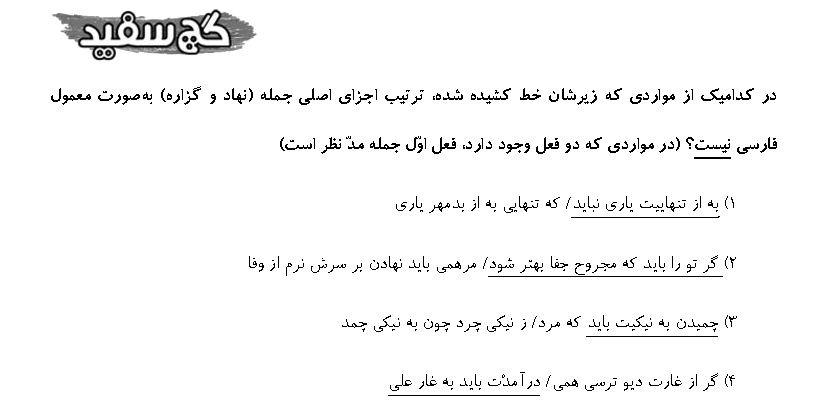 گچ سفید
در کدامیک از مواردی که زیرشان خط کشیده شده، ترتیب اجزای اصلی جمله (نهاد و گزاره) به‌صورت معمول
فارسی نیست؟ (در مواردی که دو فعل وجود دارد، فعل اوّل جمله مدّ نظر است)
۱) به از تنهاییت یاری نباید/ که تنهایی به از بدمهر یاری
۲) گر تو را باید که مجروح جفا بهتر شود/ مرهمی باید نهادن بر سرش نرم از وفا
۳) چمیدن به نیکیت باید که مرد/ ز نیکی چرد چون به نیکی چمد
۴) گر از غارت دیو ترسی همی/ درآمدْت باید به غار علی